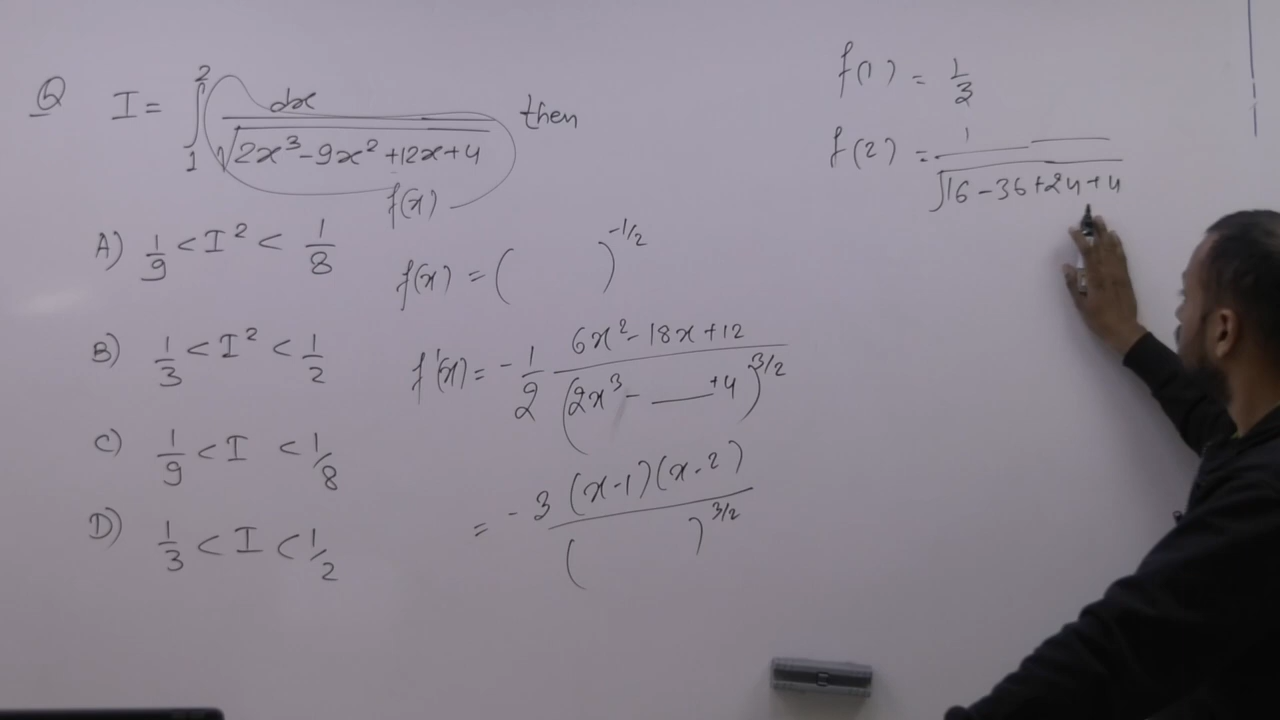 Q I = ∫₁² dx / √(2x³ - 9x² + 12x + 4) then
f(x)
A) 1/9 < I² < 1/8
B) 1/3 < I² < 1/2
C) 1/9 < I < 1/8
D) 1/3 < I < 1/2
f(x) = ( )^(-1/2)
f'(x) = - 1/2 (6x² - 18x + 12) / (2x³ - ___ + 4)^(3/2)
= - 3 (x-1)(x-2) / ( )^(3/2)
f(1) = 1/3
f(2) = 1 / √(16 - 36 + 24 + 4)